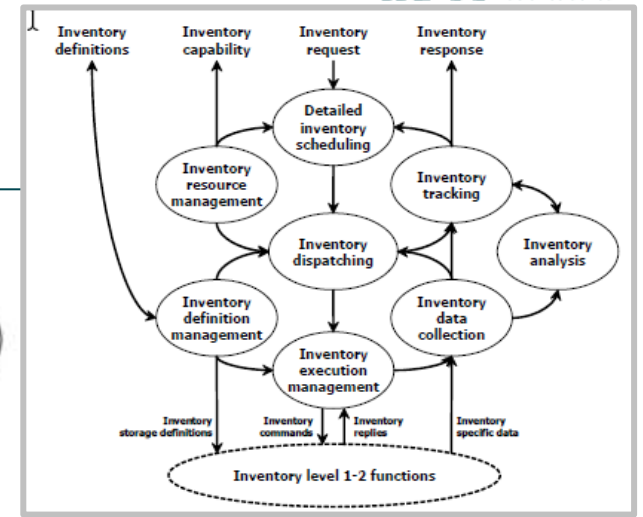 Inventory
definitions
Inventory
capability
Inventory
request
Inventory
response
Detailed
inventory
scheduling
Inventory
resource
management
Inventory
tracking
Inventory
dispatching
Inventory
analysis
Inventory
definition
management
Inventory
data
collection
Inventory
execution
management
Inventory
storage definitions
Inventory
commands
Inventory
replies
Inventory
specific data
Inventory level 1-2 functions